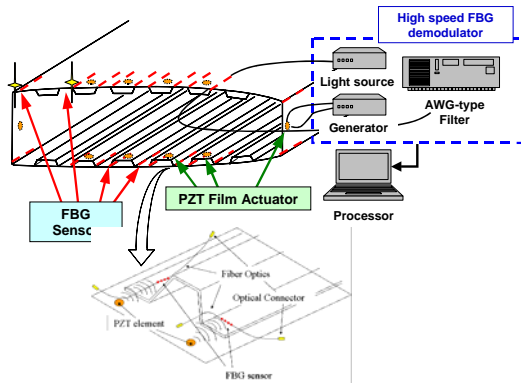 High speed FBG
demodulator
Light source
Generator
AWG-type
Filter
Processor
FBG
PZT Film Actuator
Fiber Optics
Optical Connector
PZT element
FBG sensor